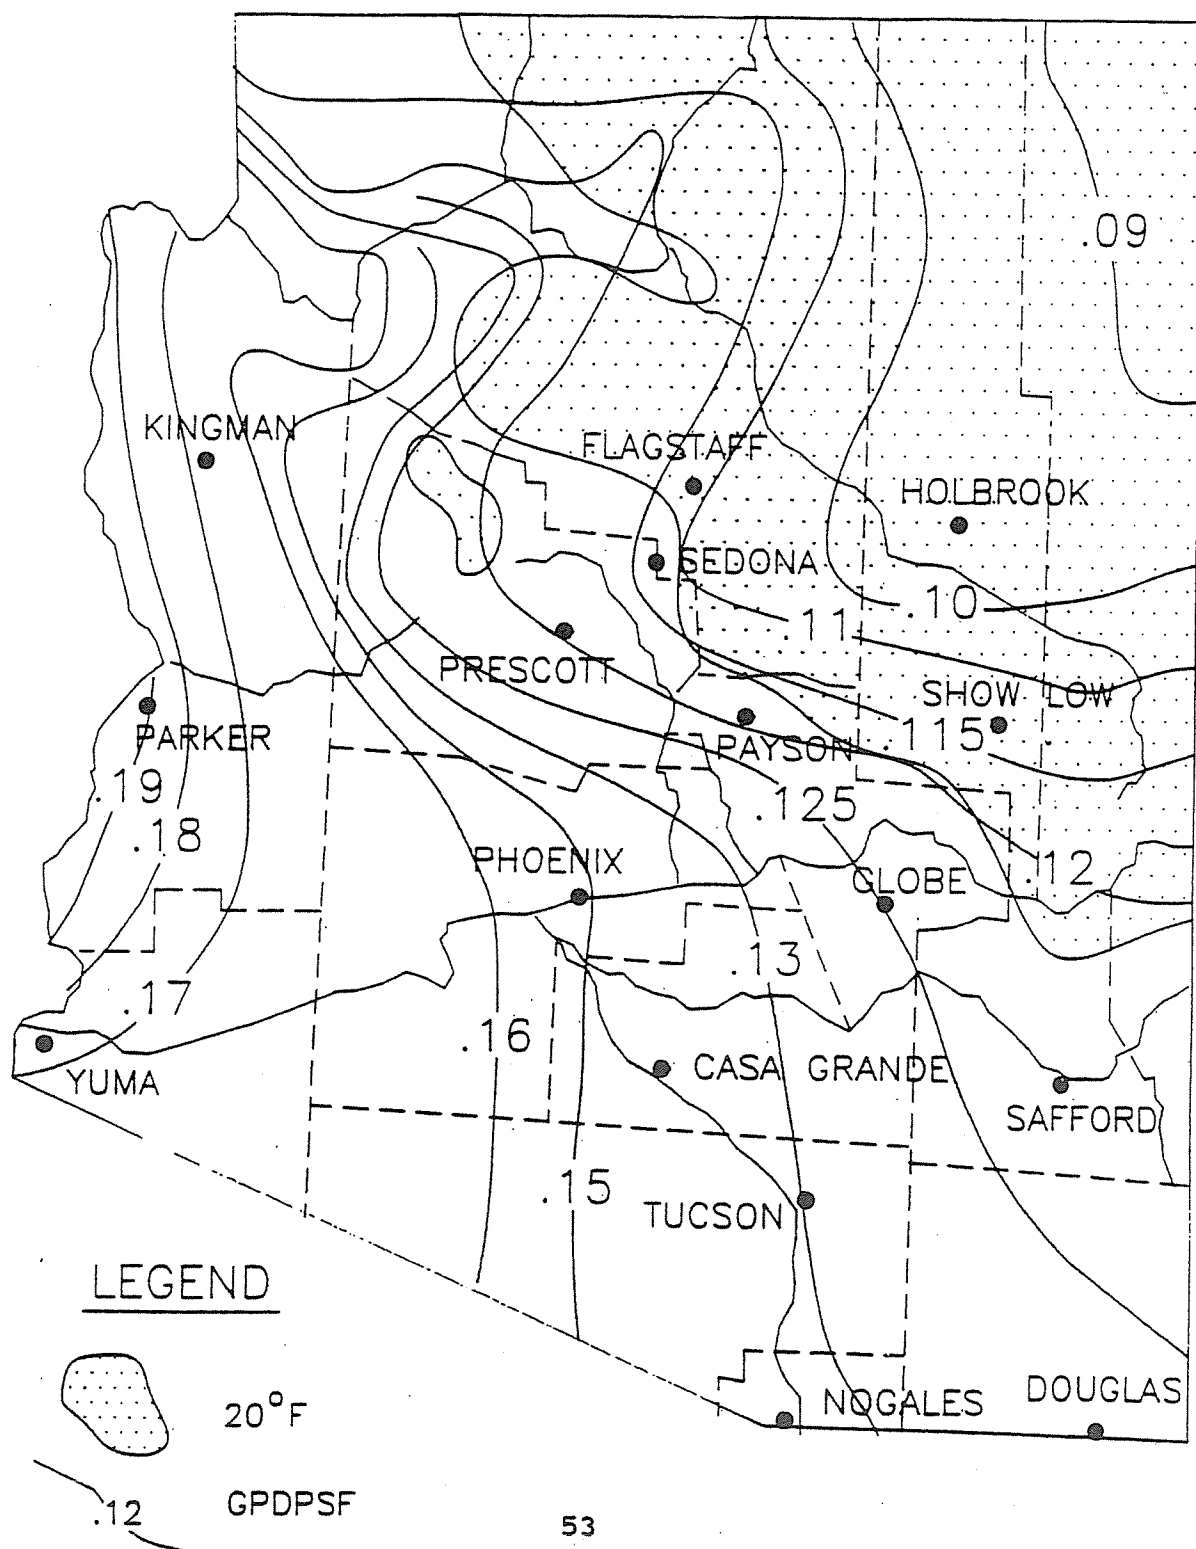 .09
KINGMAN
FLAGSTAFF
HOLBROOK
SEDONA
.10
.11
PRESCOTT
SHOW LOW
PARKER
PAYSON
.115
.19
.125
.18
PHOENIX
GLOBE
.12
.13
.17
.16
YUMA
CASA GRANDE
SAFFORD
.15
TUCSON
LEGEND
NOGALES
DOUGLAS
20°F
.12
GPDPSF
53